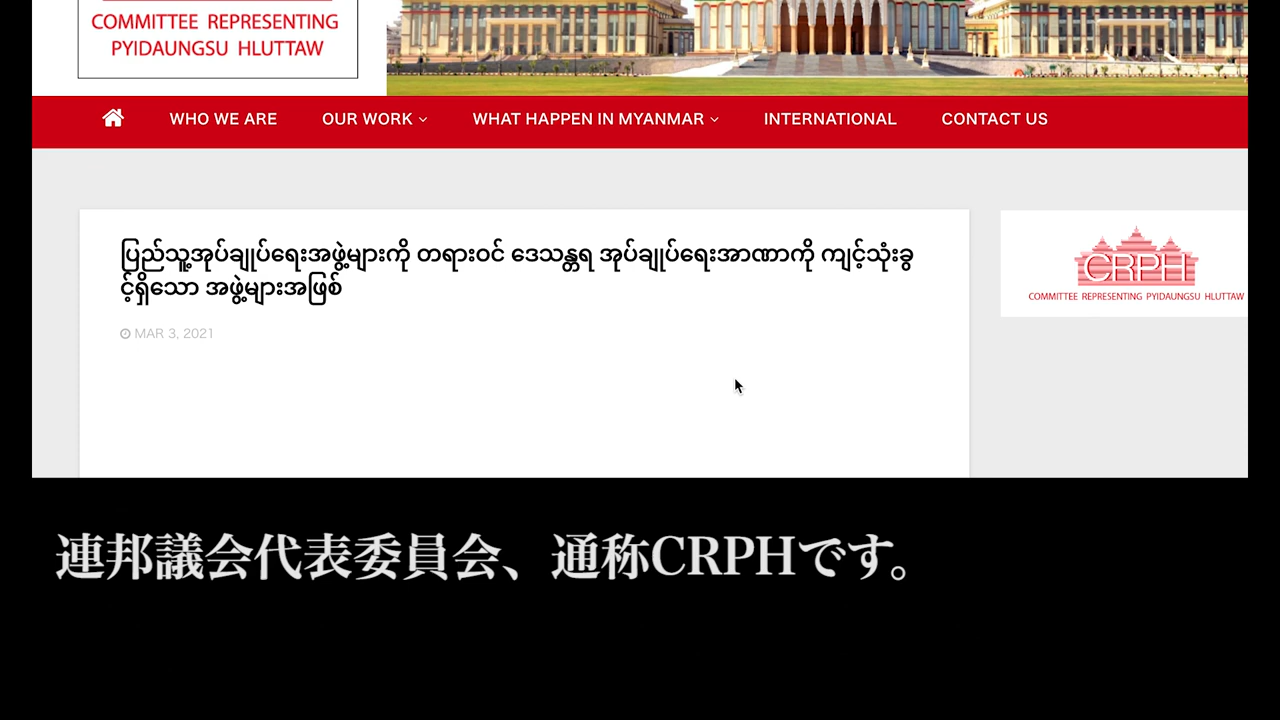 COMMITTEE REPRESENTING
PYIDAUNGSU HLUTTAW
WHO WE ARE
OUR WORK
WHAT HAPPEN IN MYANMAR
INTERNATIONAL
CONTACT US
ပြည်သူ့အုပ်ချုပ်ရေးအဖွဲ့များကို တရားဝင် ဒေသန္တရ အုပ်ချုပ်ရေးအာဏာကို ကျင့်သုံးခွ
င့်ရှိသော အဖွဲ့များအဖြစ်
MAR 3, 2021
CRPH
COMMITTEE REPRESENTING PYIDAUNGSU HLUTTAW
連邦議会代表委員会、通称CRPHです。